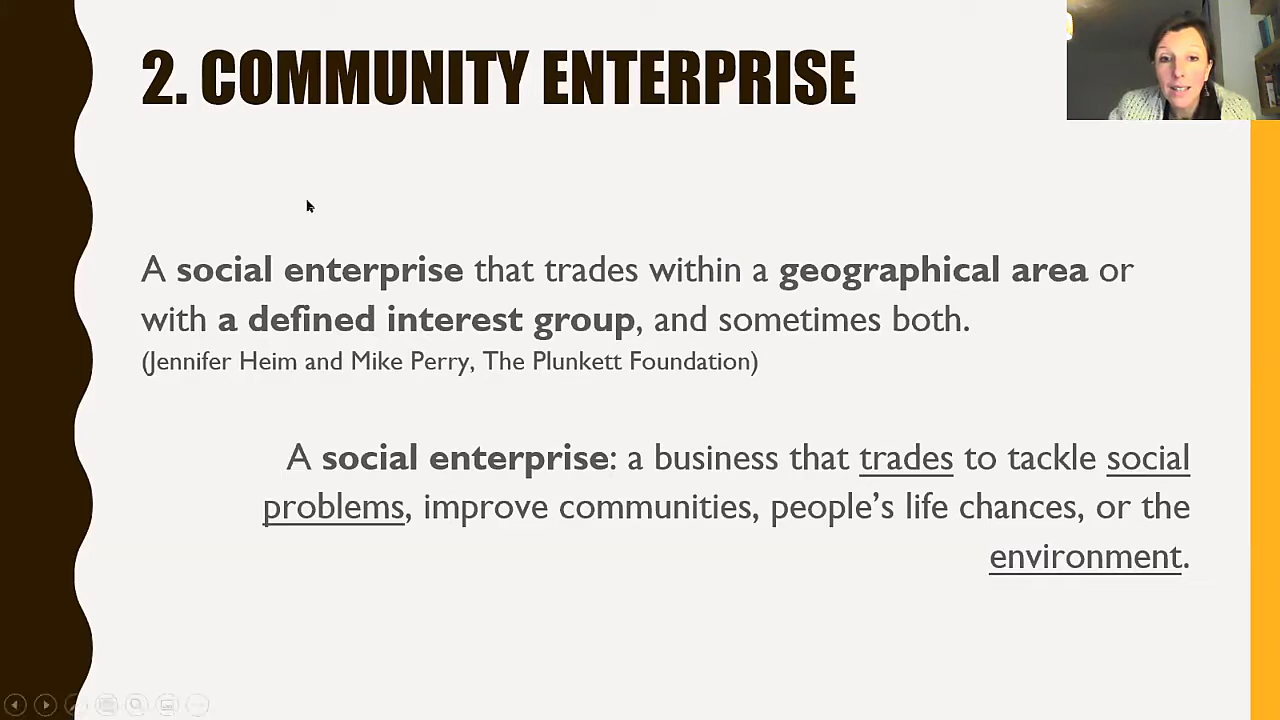 2. COMMUNITY ENTERPRISE
A social enterprise that trades within a geographical area or
with a defined interest group, and sometimes both.
(Jennifer Heim and Mike Perry, The Plunkett Foundation)
A social enterprise: a business that trades to tackle social
problems, improve communities, people’s life chances, or the
environment.